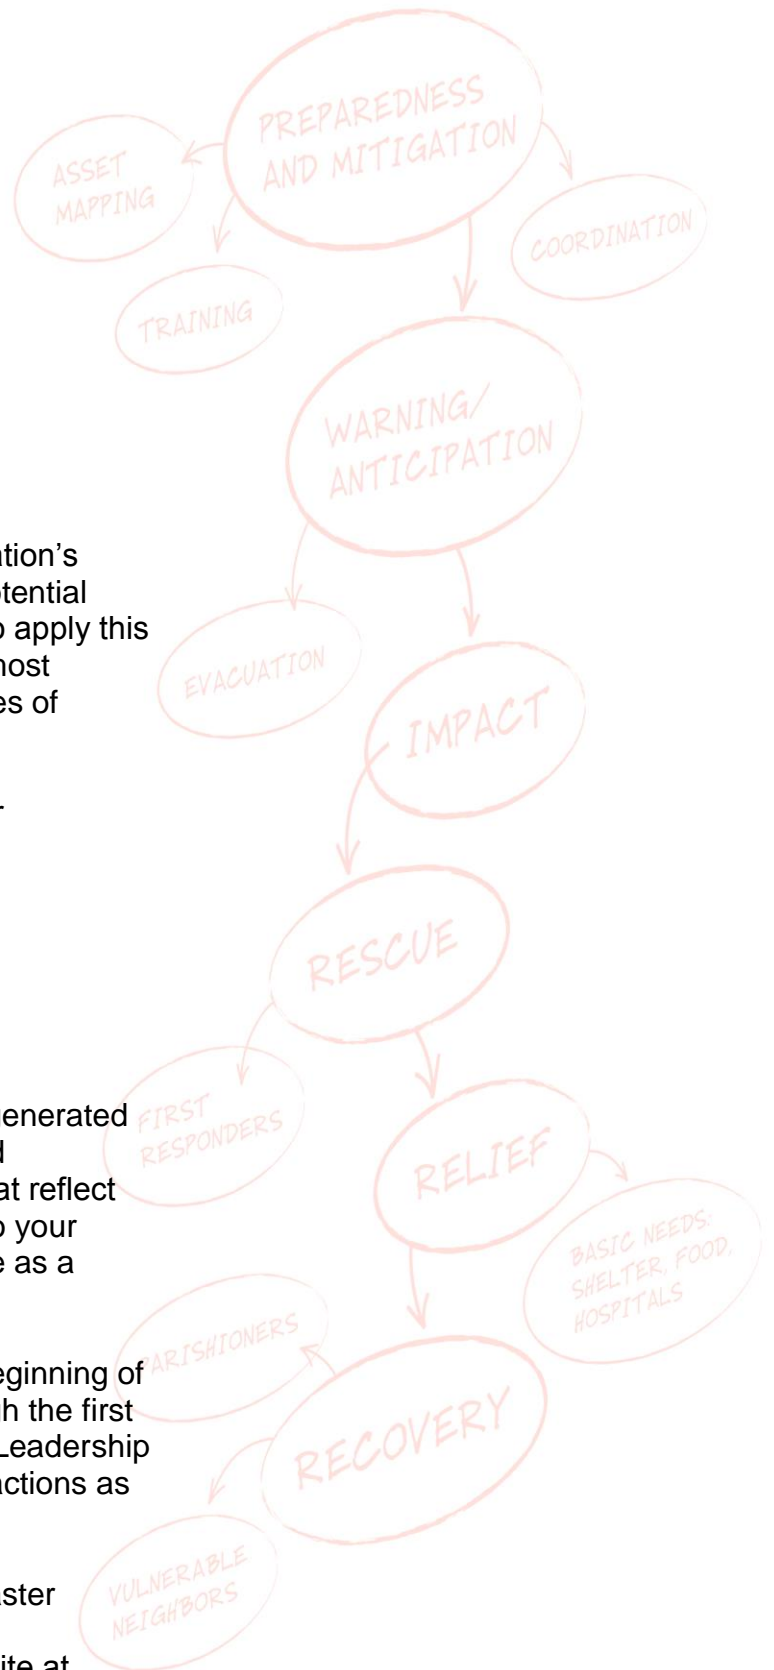 PREPAREDNESS
AND MITIGATION
ASSET
MAPPING
COORDINATION
TRAINING
WARNING/
ANTICIPATION
EVACUATION
IMPACT
RESCUE
FIRST
RESPONDERS
RELIEF
BASIC NEEDS:
SHELTER, FOOD,
HOSPITALS
PARISHIONERS
RECOVERY
VULNERABLE
NEIGHBORS
ation's
otential
o apply this
nost
es of
r
enerated
d
at reflect
o your
e as a
eginning of
h the first
Leadership
actions as
aster
ite at